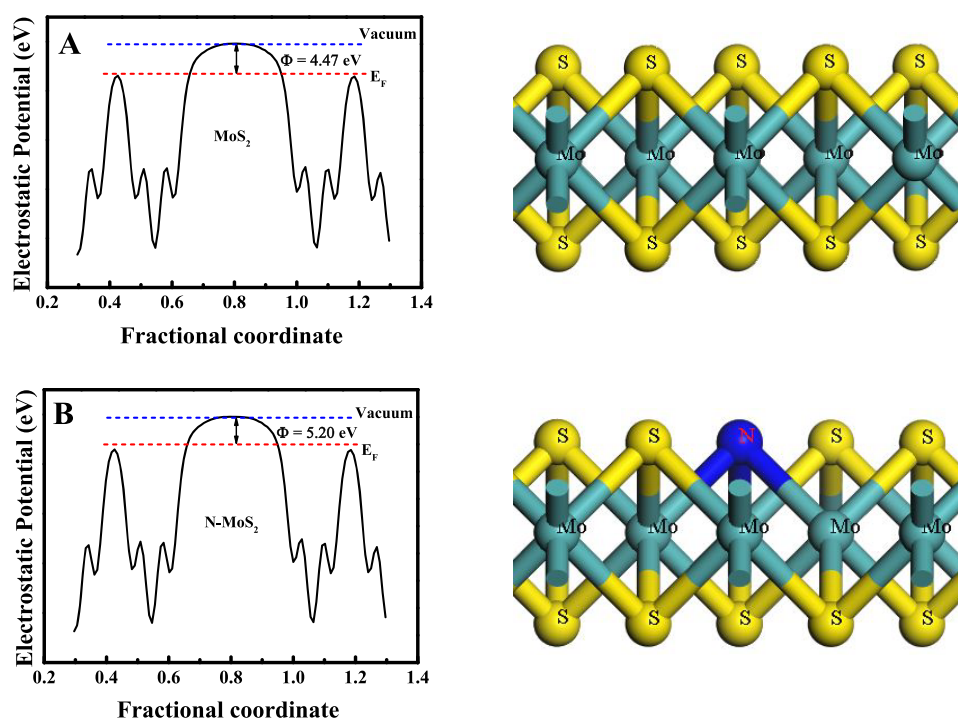 A
Electrostatic Potential (eV)
Vacuum
Φ = 4.47 eV
E_F
MoS₂
0.2 0.4 0.6 0.8 1.0 1.2 1.4
Fractional coordinate
S S S S S
Mo Mo Mo Mo Mo
S S S S S
B
Electrostatic Potential (eV)
Vacuum
Φ = 5.20 eV
E_F
N-MoS₂
0.2 0.4 0.6 0.8 1.0 1.2 1.4
Fractional coordinate
S S N S S
Mo Mo Mo Mo Mo
S S S S S